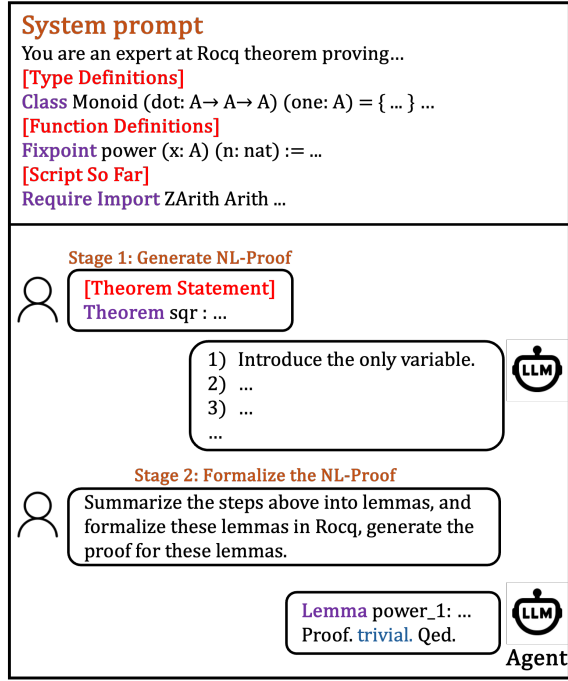 System prompt
You are an expert at Rocq theorem proving...
[Type Definitions]
Class Monoid (dot: A→ A→ A) (one: A) = { ... } ...
[Function Definitions]
Fixpoint power (x: A) (n: nat) := ...
[Script So Far]
Require Import ZArith Arith ...
Stage 1: Generate NL-Proof
[Theorem Statement]
Theorem sqr : ...
1) Introduce the only variable.
2) ...
3) ...
...
LLM
Stage 2: Formalize the NL-Proof
Summarize the steps above into lemmas, and
formalize these lemmas in Rocq, generate the
proof for these lemmas.
Lemma power_1: ...
Proof. trivial. Qed.
LLM
Agent